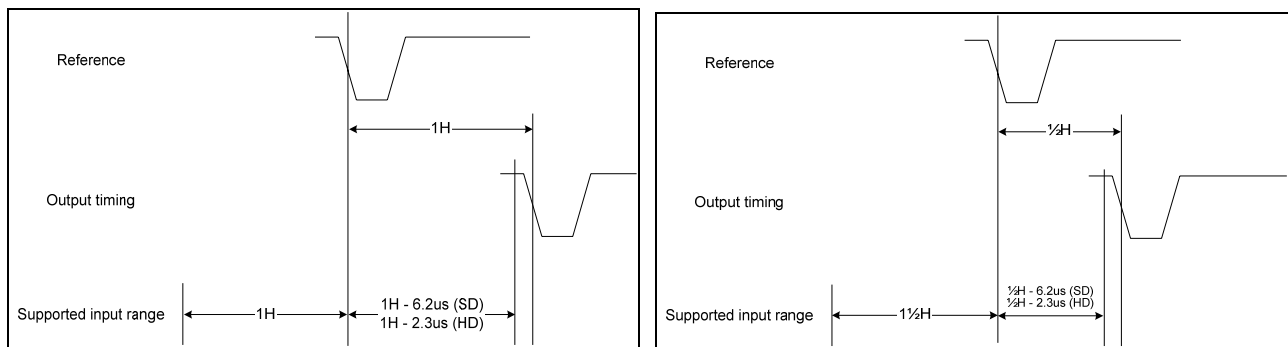 Reference
1H
Output timing
Supported input range
1H
1H - 6.2us (SD)
1H - 2.3us (HD)
Reference
½H
Output timing
Supported input range
1½H
½H - 6.2us (SD)
½H - 2.3us (HD)